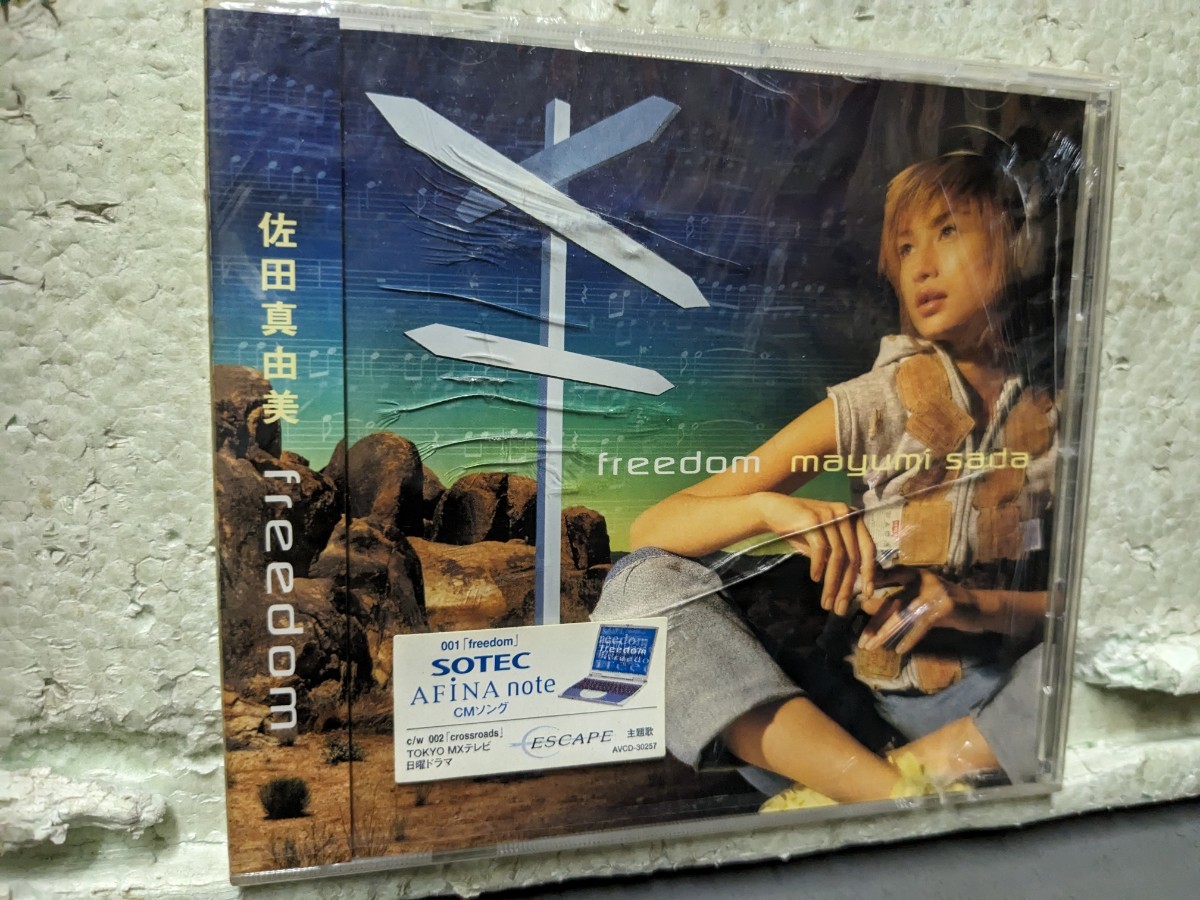 佐田真由美 freedom
freedom mayumi sada
001「freedom」
SOTEC
AFiNA note
CMソング
c/w 002「crossroads」
TOKYO MXテレビ
日曜ドラマ
ESCAPE 主題歌
AVCD-30257